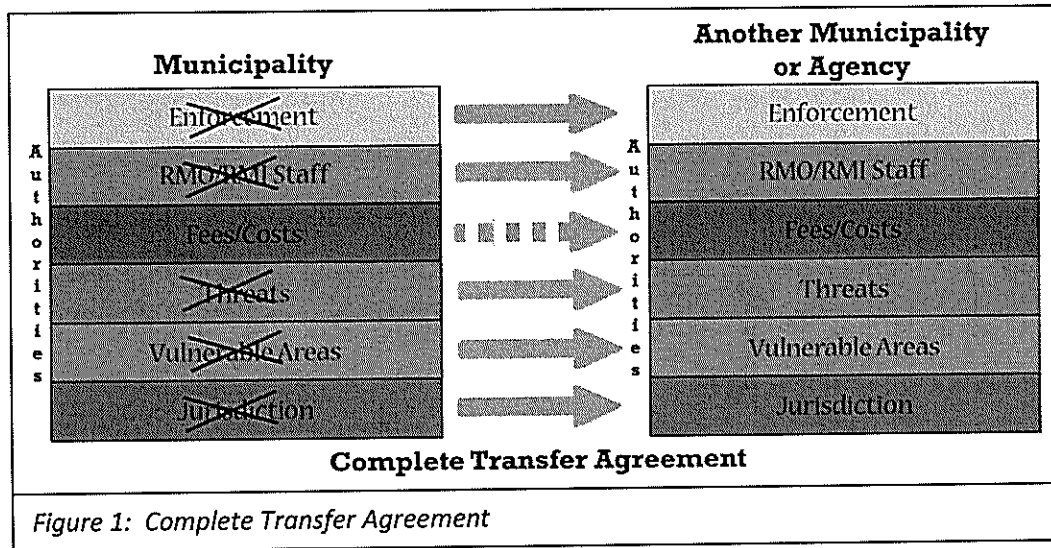 Municipality
Another Municipality
or Agency
Authorities
Enforcement
RMO/RMI Staff
Fees/Costs
Threats
Vulnerable Areas
Jurisdiction
Authorities
Enforcement
RMO/RMI Staff
Fees/Costs
Threats
Vulnerable Areas
Jurisdiction
Complete Transfer Agreement
Figure 1: Complete Transfer Agreement